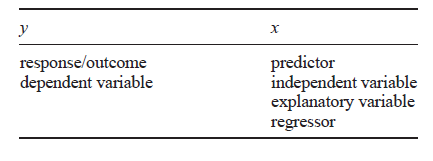 y x
response/outcome predictor
dependent variable independent variable
explanatory variable
regressor